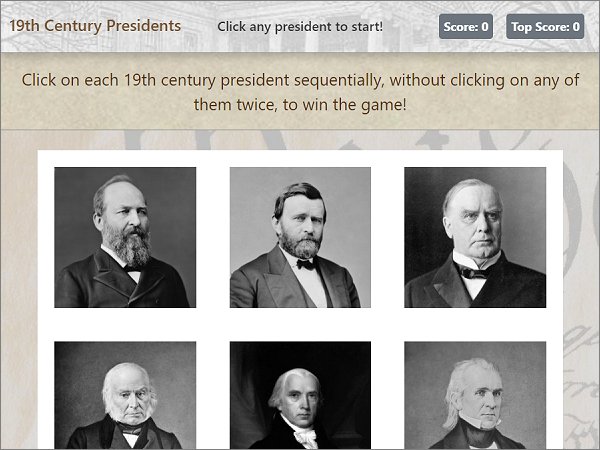 19th Century Presidents
Click any president to start!
Score: 0
Top Score: 0
Click on each 19th century president sequentially, without clicking on any of
them twice, to win the game!